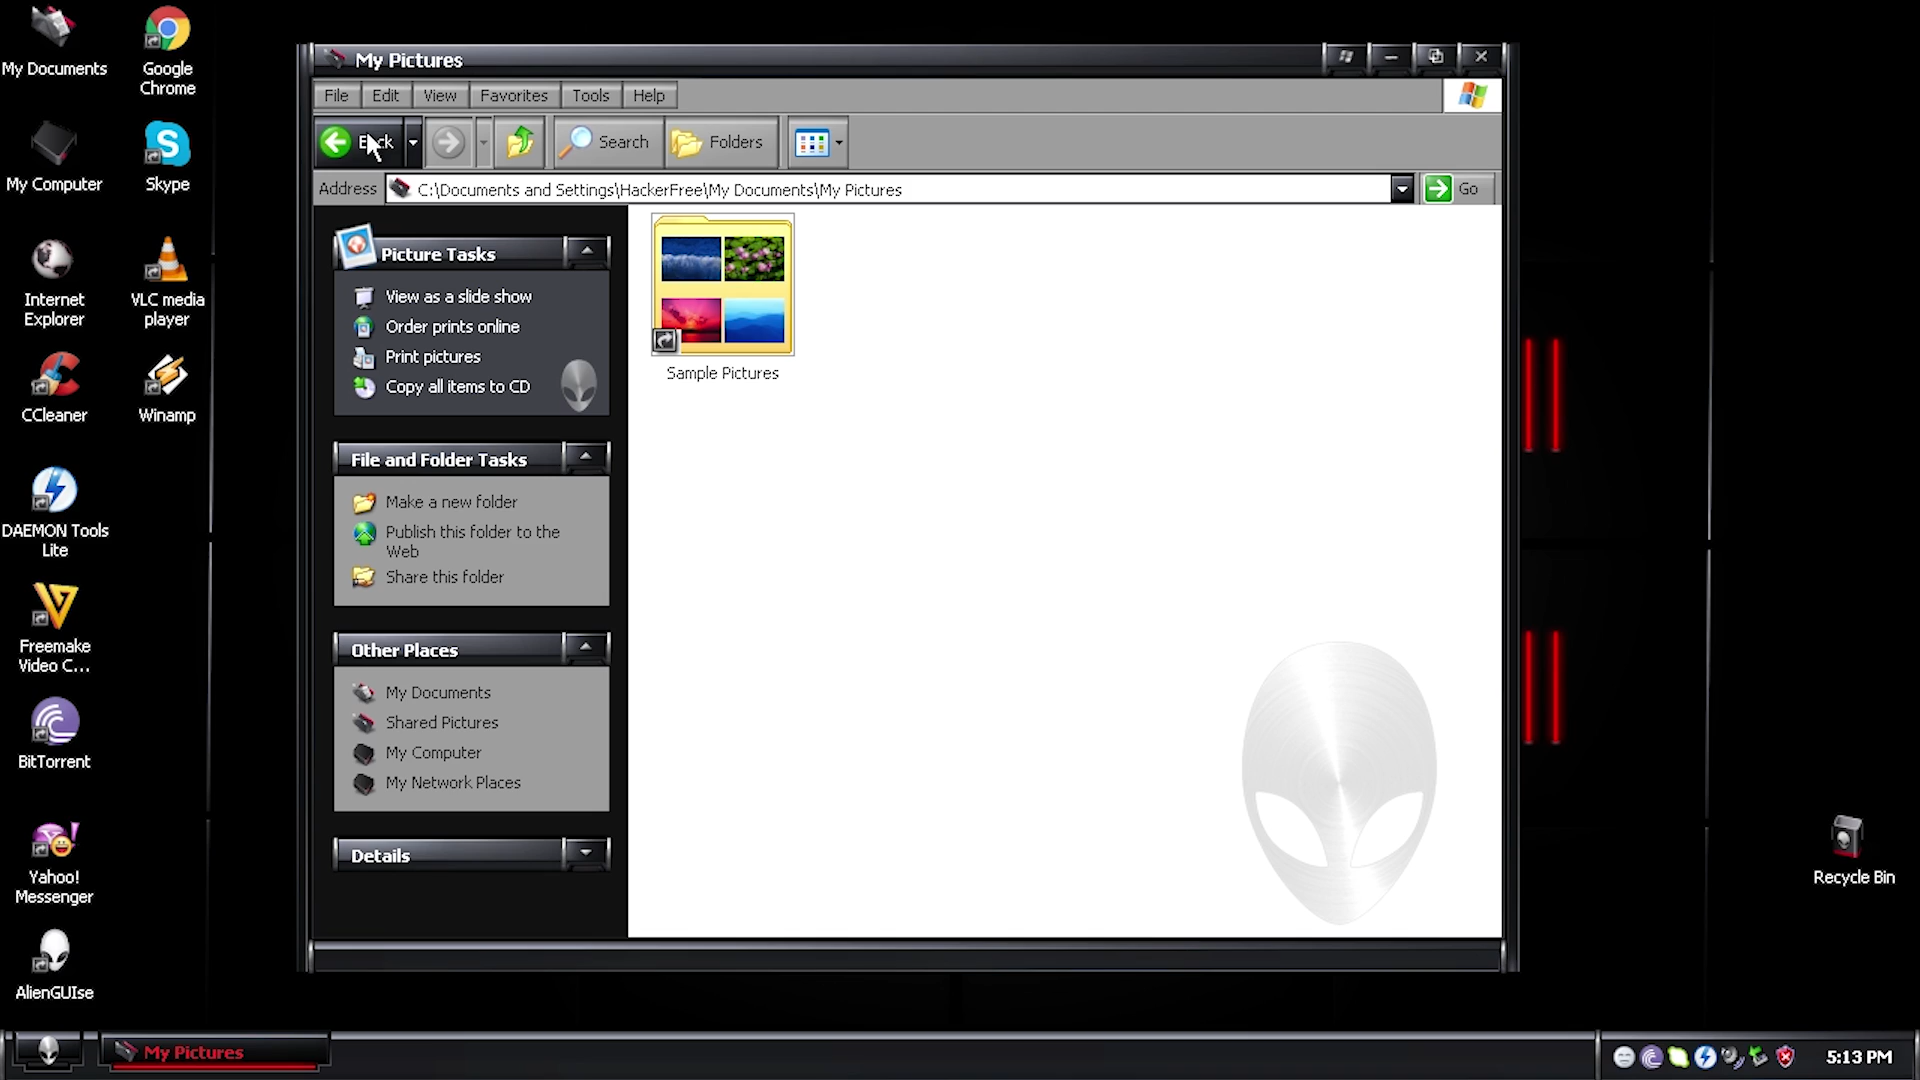 My Documents
Google
Chrome
My Computer
Skype
Internet
Explorer
VLC media
player
CCleaner
Winamp
DAEMON Tools
Lite
Freemake
Video C...
BitTorrent
Yahoo!
Messenger
AlienGUIse
My Pictures
File
Edit
View
Favorites
Tools
Help
Back
Search
Folders
Address
C:\Documents and Settings\HackerFree\My Documents\My Pictures
Go
Picture Tasks
View as a slide show
Order prints online
Print pictures
Copy all items to CD
File and Folder Tasks
Make a new folder
Publish this folder to the
Web
Share this folder
Other Places
My Documents
Shared Pictures
My Computer
My Network Places
Details
Sample Pictures
Recycle Bin
My Pictures
5:13 PM